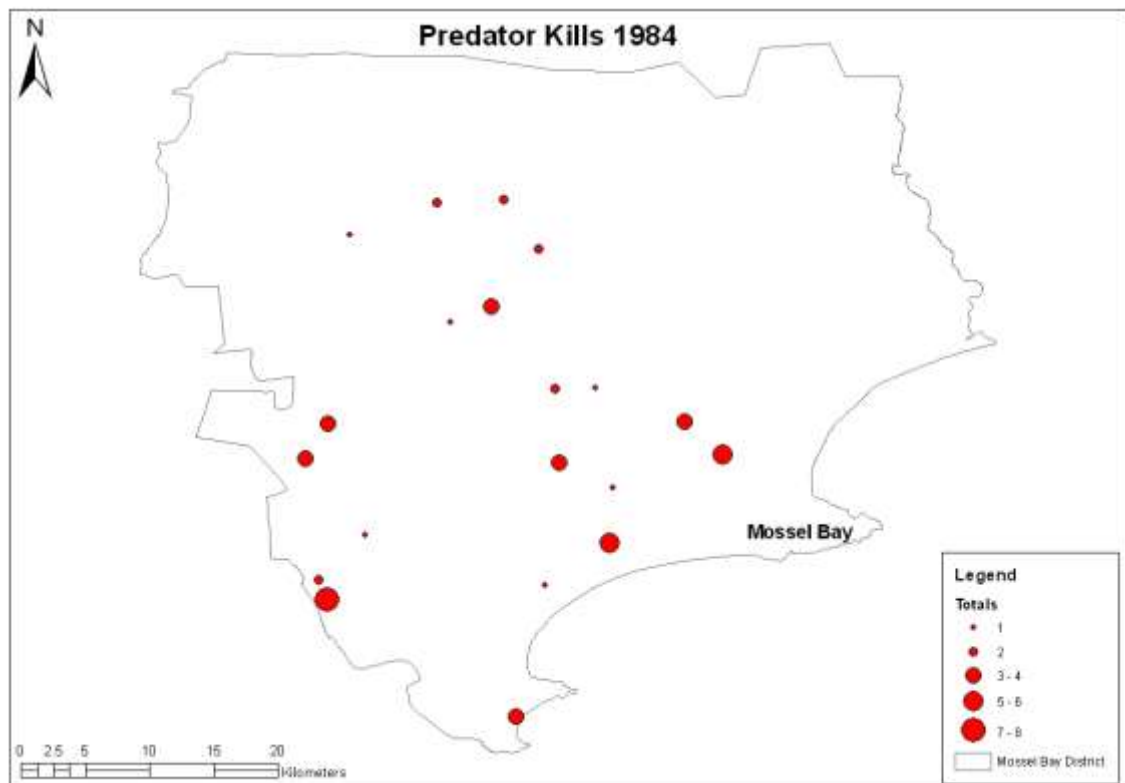 Predator Kills 1984
N
Mossel Bay
Legend
Totals
1
2
3 - 4
5 - 6
7 - 8
Mossel Bay District
0 2.5 5 10 15 20
Kilometers